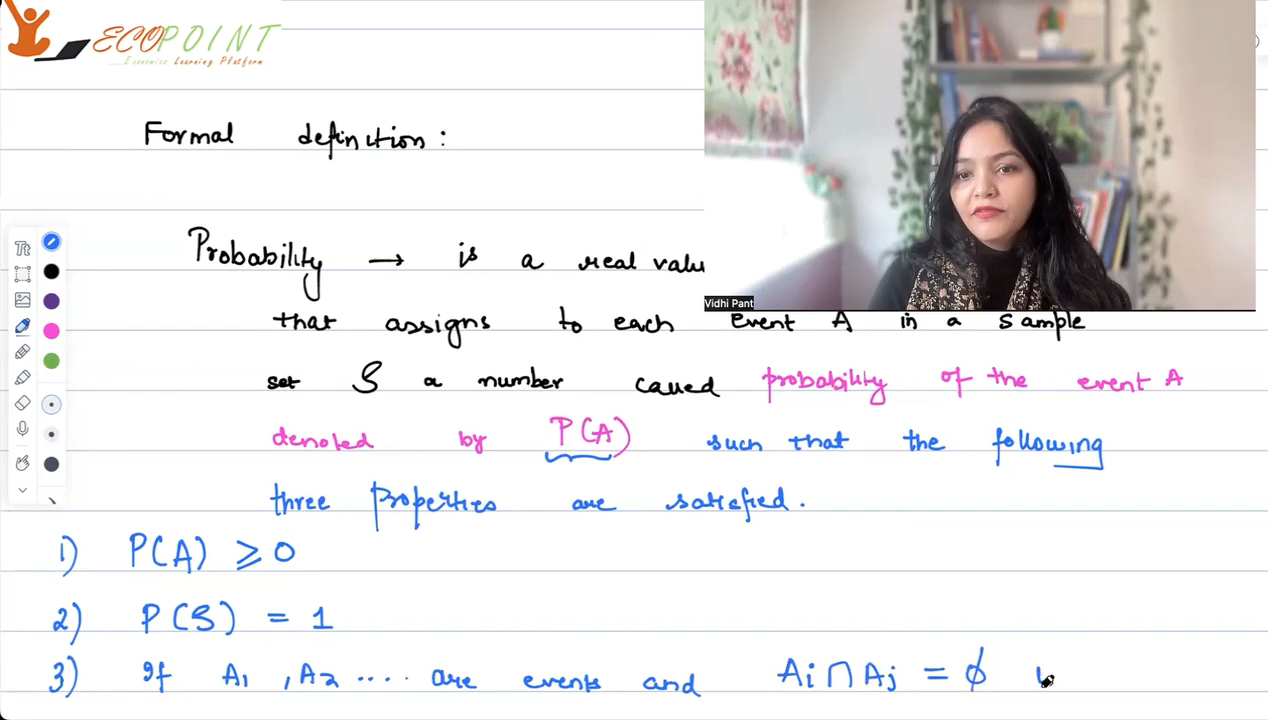 ECOPOINT
Economics Learning Platform
Formal definition:
Probability → is a real valu
Vidhi Pant
that assigns to each event A in a sample
set S a number called probability of the event A
denoted by P(A) such that the following
three properties are satisfied.
1) P(A) ⩾ 0
2) P(S) = 1
3) If A1, A2 .... are events and Ai ∩ Aj = ϕ
Tt